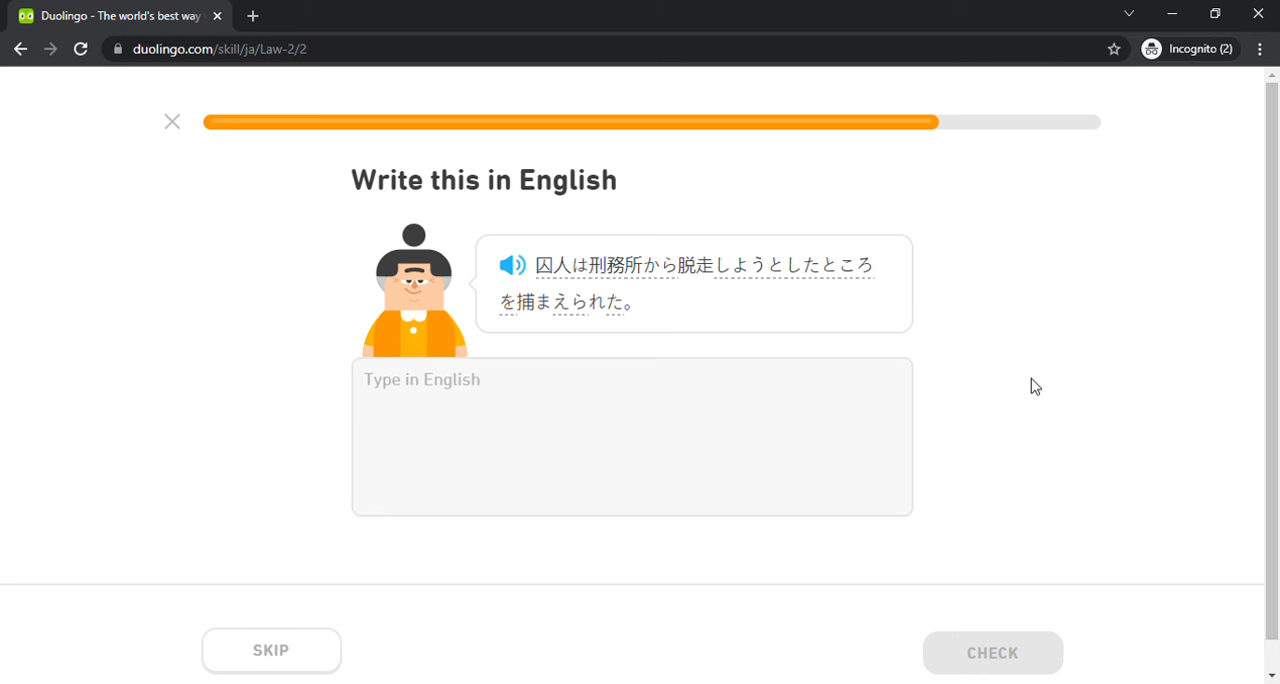 Duolingo - The world's best way
duolingo.com/skill/ja/Law-2/2
Incognito (2)
Write this in English
囚人は刑務所から脱走しようとしたところ
を捕まえられた。
Type in English
SKIP
CHECK